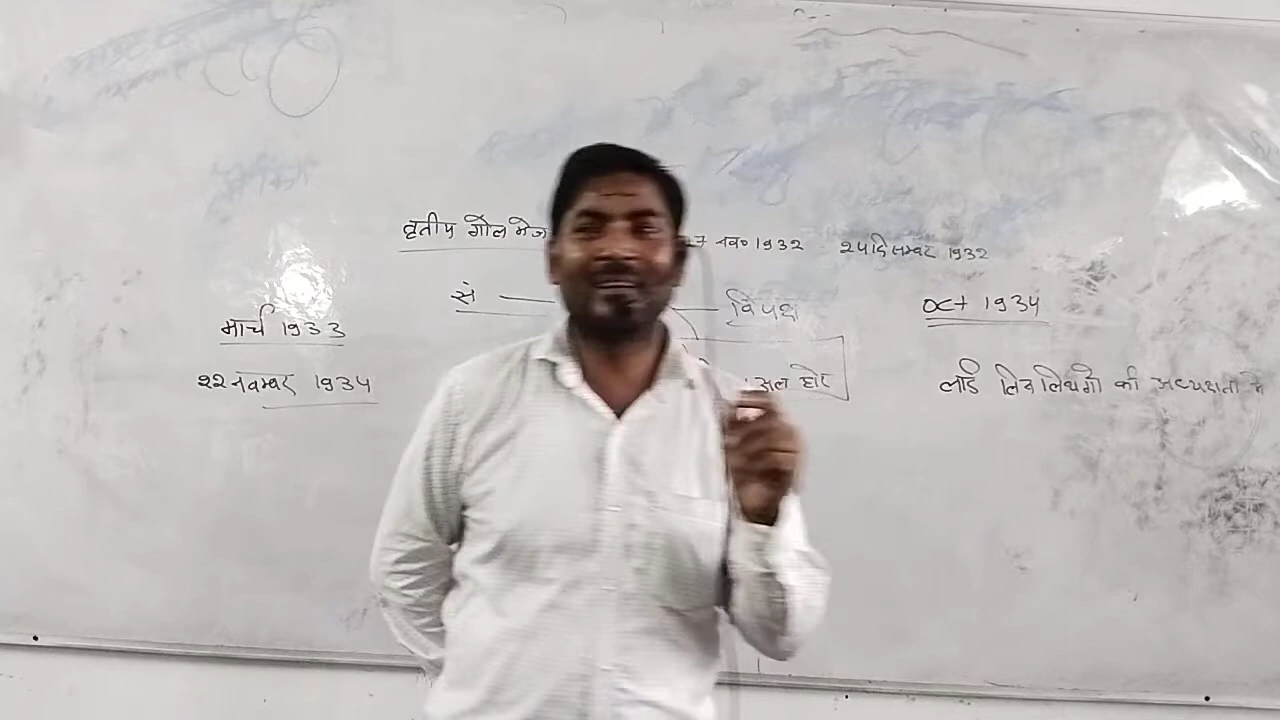 तृतीय गोल मेज नव० 1932 - 24 दिसम्बर 1932
सं — — विपक्ष
मार्च 1933
22 नवम्बर 1934
सल होर
oct 1934
लार्ड लिनलिथगो की अध्यक्षता में